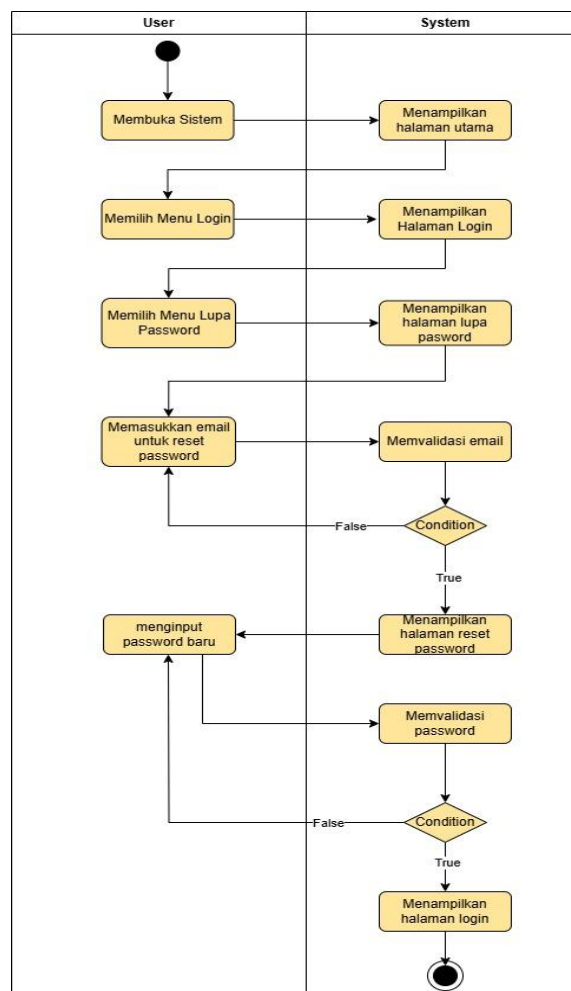 User
System
Membuka Sistem
Menampilkan
halaman utama
Memilih Menu Login
Menampilkan
Halaman Login
Memilih Menu Lupa
Password
Menampilkan
halaman lupa
pasword
Memasukkan email
untuk reset
password
Memvalidasi email
False
Condition
True
menginput
password baru
Menampilkan
halaman reset
password
Memvalidasi
password
False
Condition
True
Menampilkan
halaman login